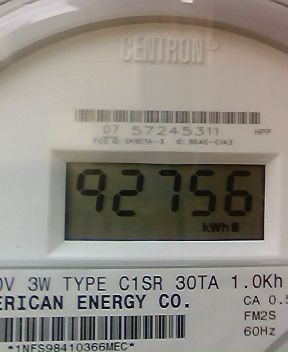 CENTRON®
07 57245311 HPP
92756
kWh
0V 3W TYPE C1SR 30TA 1.0Kh
ERICAN ENERGY CO. CA 0.5
FM2S
60Hz
*1NFS98410366MEC*